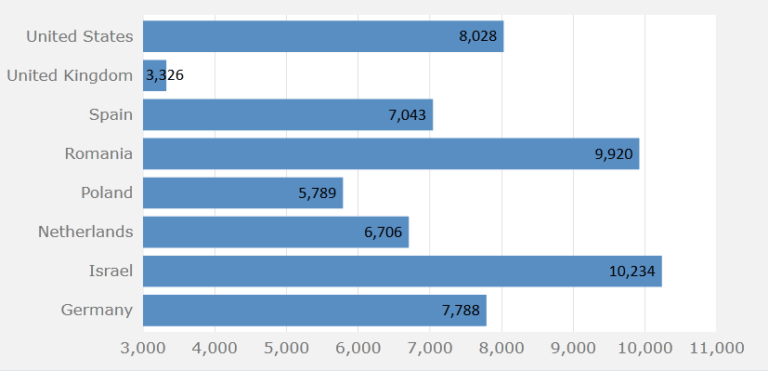 United States 8,028
United Kingdom 3,326
Spain 7,043
Romania 9,920
Poland 5,789
Netherlands 6,706
Israel 10,234
Germany 7,788
3,000 4,000 5,000 6,000 7,000 8,000 9,000 10,000 11,000